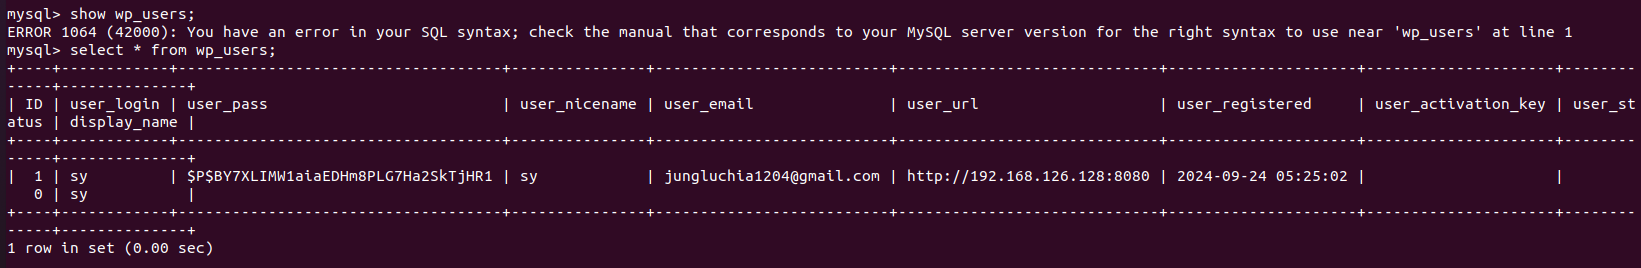 mysql> show wp_users;
ERROR 1064 (42000): You have an error in your SQL syntax; check the manual that corresponds to your MySQL server version for the right syntax to use near 'wp_users' at line 1
mysql> select * from wp_users;
+----+------------+------------------------------------+---------------+--------------------------+-----------------------------+---------------------+---------------------+--------
-----+--------------+
| ID | user_login | user_pass                          | user_nicename | user_email               | user_url                    | user_registered     | user_activation_key | user_st
atus | display_name |
+----+------------+------------------------------------+---------------+--------------------------+-----------------------------+---------------------+---------------------+--------
-----+--------------+
|  1 | sy         | $P$BY7XLIMW1aiaEDHm8PLG7Ha2SkTjHR1 | sy            | jungluchia1204@gmail.com | http://192.168.126.128:8080 | 2024-09-24 05:25:02 |                     |
   0 | sy           |
+----+------------+------------------------------------+---------------+--------------------------+-----------------------------+---------------------+---------------------+--------
-----+--------------+
1 row in set (0.00 sec)